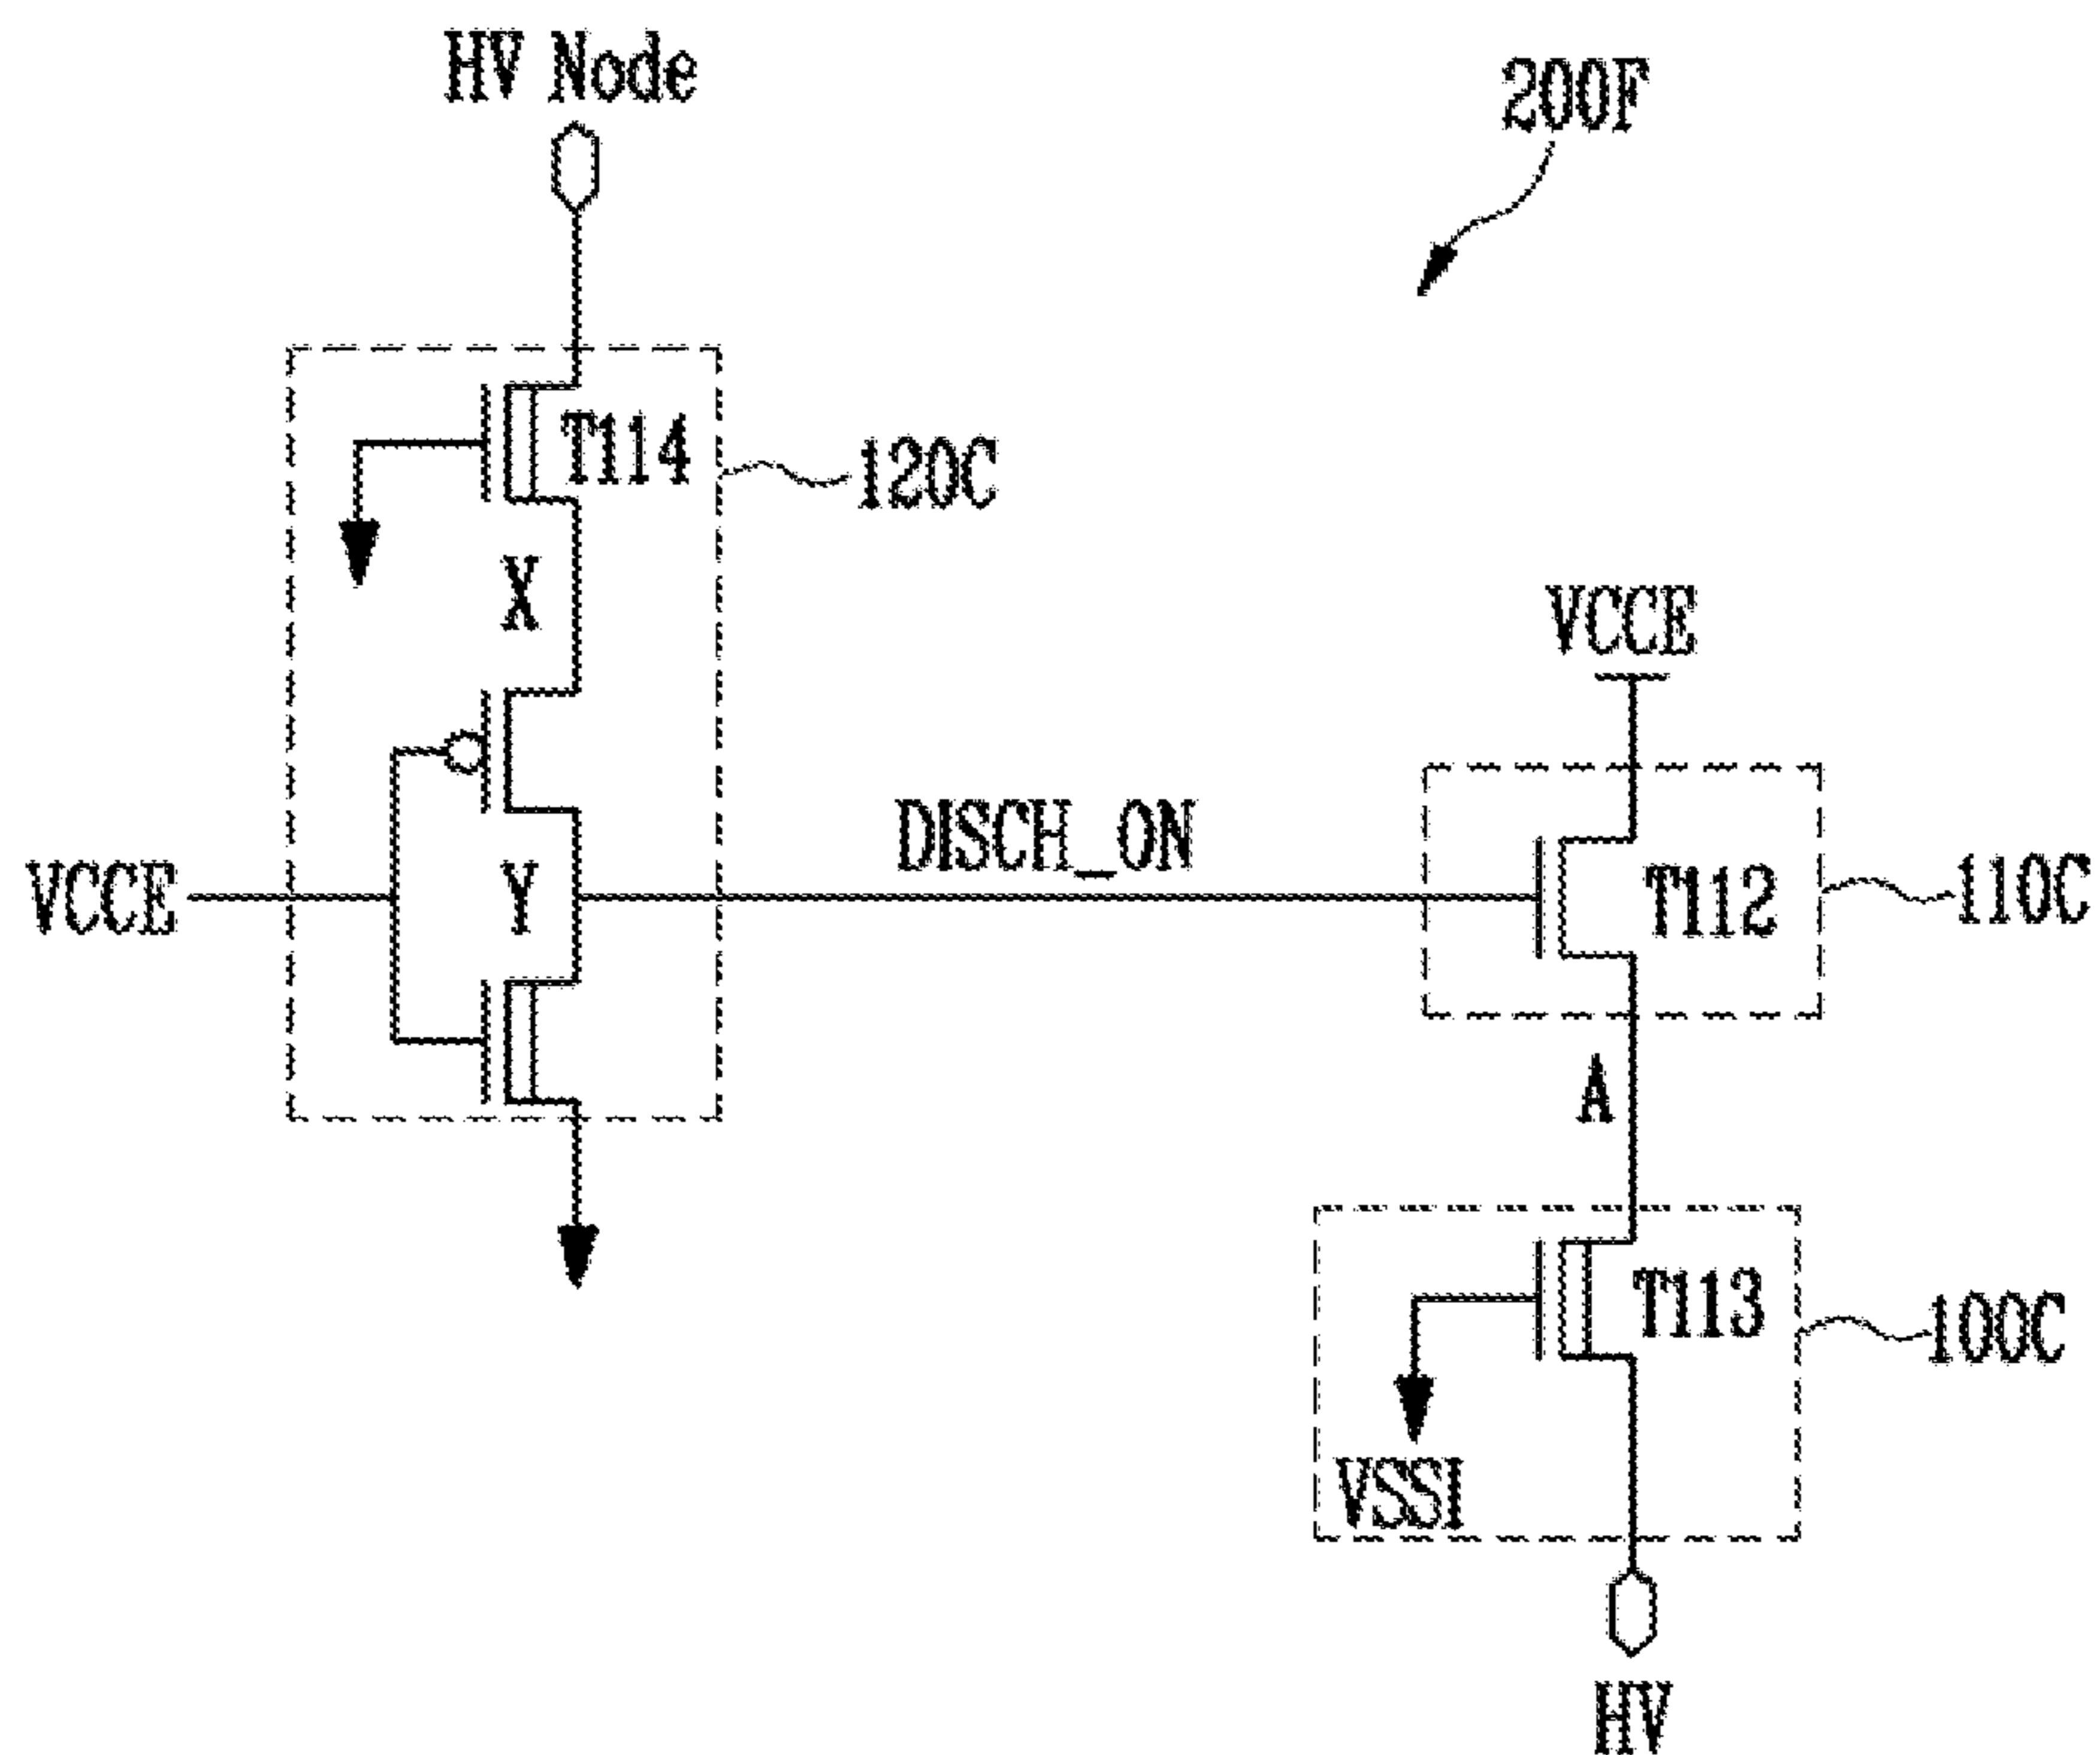 HV Node
200F
T114
120C
X
VCCE
DISCH_ON
VCCE
Y
T112
110C
A
T113
100C
VSSI
HV